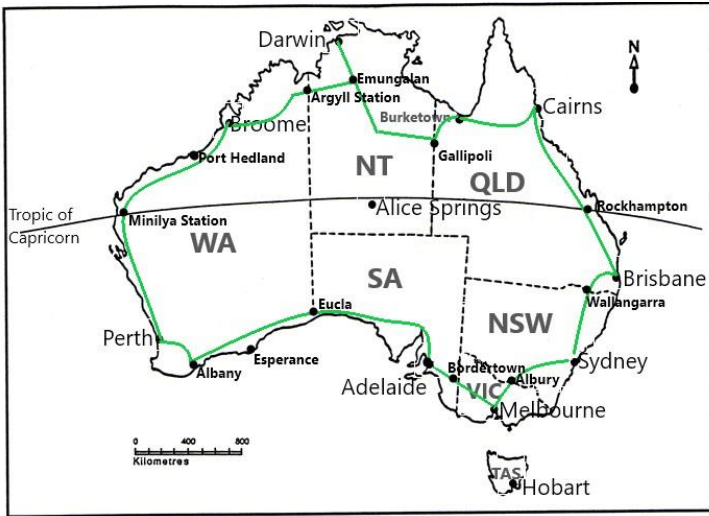 Darwin
N
Emungalan
Argyll Station
Broome
Burketown
Cairns
Port Hedland
Gallipoli
NT
QLD
Tropic of
Capricorn
Minilya Station
Alice Springs
Rockhampton
WA
SA
Brisbane
Eucla
Wallangarra
NSW
Perth
Esperance
Albany
Bordertown
Sydney
Adelaide
VIC
Albury
Melbourne
0 400 800
Kilometres
TAS
Hobart